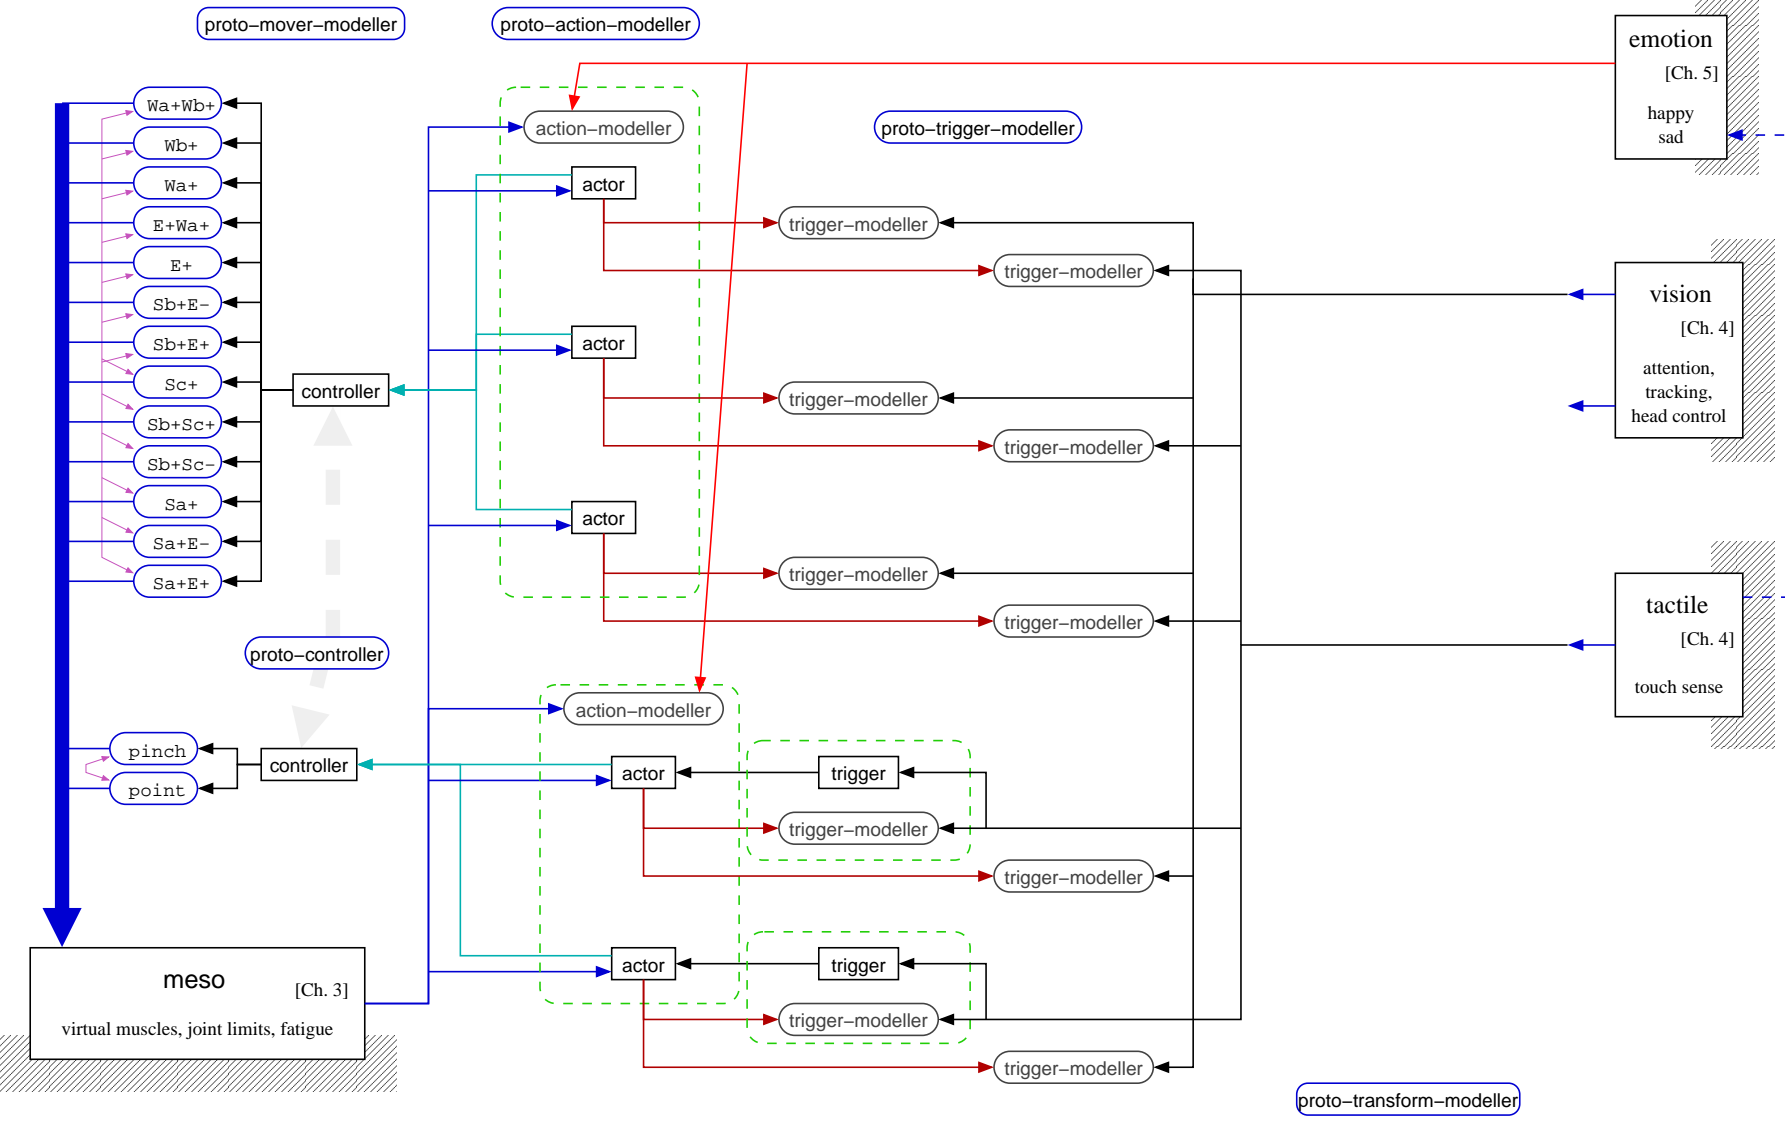 proto−mover−modeller
proto−action−modeller
emotion
[Ch. 5]
happy
sad
Wa+Wb+
Wb+
Wa+
E+Wa+
E+
Sb+E−
Sb+E+
Sc+
Sb+Sc+
Sb+Sc−
Sa+
Sa+E−
Sa+E+
controller
action−modeller
proto−trigger−modeller
actor
trigger−modeller
trigger−modeller
actor
trigger−modeller
trigger−modeller
actor
trigger−modeller
trigger−modeller
vision
[Ch. 4]
attention,
tracking,
head control
tactile
[Ch. 4]
touch sense
proto−controller
pinch
point
controller
action−modeller
actor
trigger
trigger−modeller
trigger−modeller
actor
trigger
trigger−modeller
trigger−modeller
meso
[Ch. 3]
virtual muscles, joint limits, fatigue
proto−transform−modeller